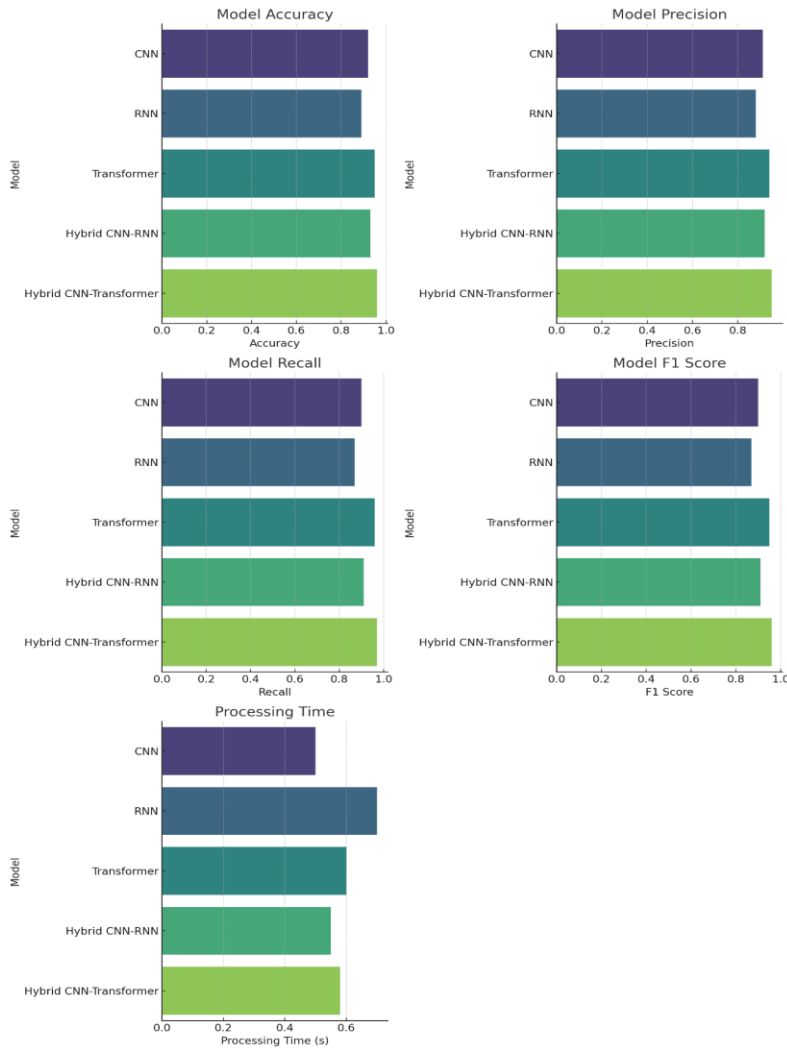 Model Accuracy
Model
CNN
RNN
Transformer
Hybrid CNN-RNN
Hybrid CNN-Transformer
0.0 0.2 0.4 0.6 0.8 1.0
Accuracy
Model Precision
Model
CNN
RNN
Transformer
Hybrid CNN-RNN
Hybrid CNN-Transformer
0.0 0.2 0.4 0.6 0.8
Precision
Model Recall
Model
CNN
RNN
Transformer
Hybrid CNN-RNN
Hybrid CNN-Transformer
0.0 0.2 0.4 0.6 0.8 1.0
Recall
Model F1 Score
Model
CNN
RNN
Transformer
Hybrid CNN-RNN
Hybrid CNN-Transformer
0.0 0.2 0.4 0.6 0.8 1.0
F1 Score
Processing Time
Model
CNN
RNN
Transformer
Hybrid CNN-RNN
Hybrid CNN-Transformer
0.0 0.2 0.4 0.6
Processing Time (s)